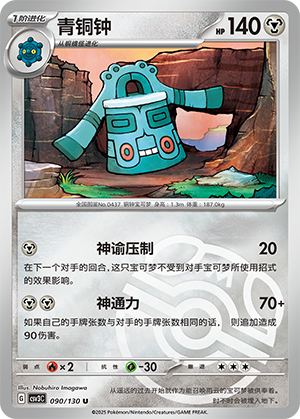 1阶进化
青铜钟
HP 140
从铜镜怪进化
全国图鉴No.0437 铜钟宝可梦 身高：1.3m 体重：187.0kg
神谕压制 20
在下一个对手的回合，这只宝可梦不受到对手宝可梦所使用招式
的效果影响。
神通力 70+
如果自己的手牌张数与对手的手牌张数相同的话，则追加造成
90伤害。
弱点 ×2 抵抗力 -30 撤退
Illus. Nobuhiro Imagawa
G CSV3C 090/130 U
从遥远的过去开始就作为能召唤雨云的宝可梦被供奉着。
©2025 Pokémon/Nintendo/Creatures/GAME FREAK.